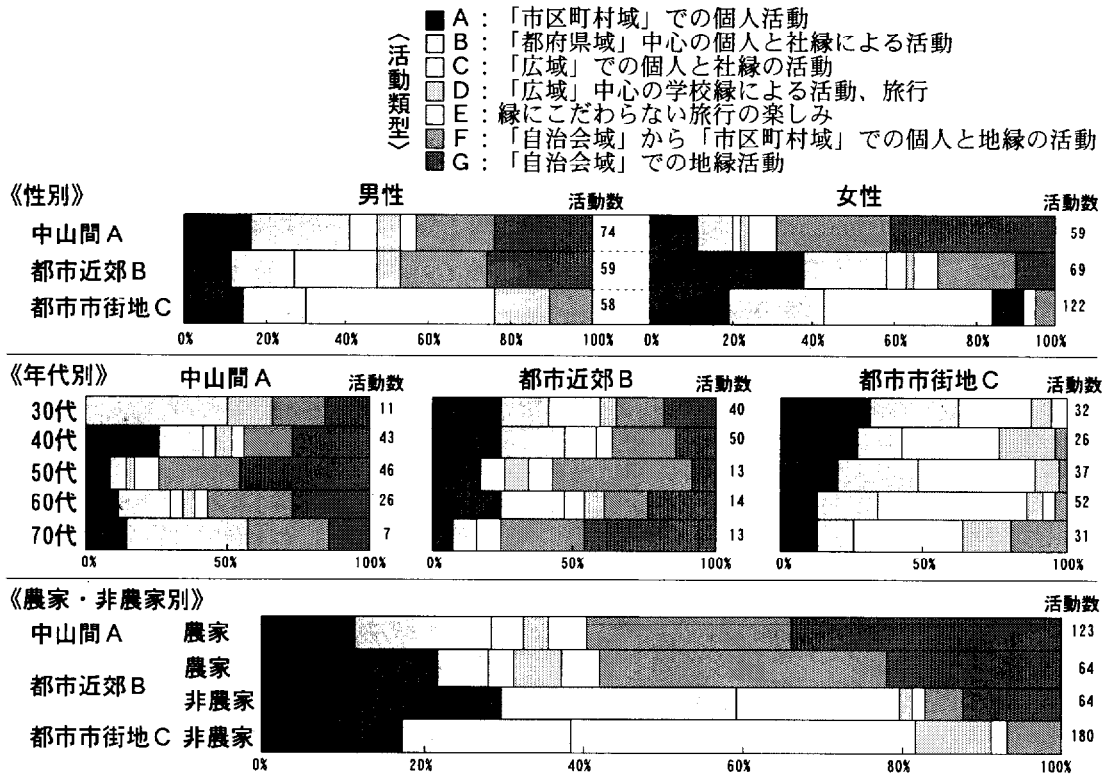 〈活動類型〉
A：「市区町村域」での個人活動
B：「都府県域」中心の個人と社縁による活動
C：「広域」での個人と社縁の活動
D：「広域」中心の学校縁による活動、旅行
E：縁にこだわらない旅行の楽しみ
F：「自治会域」から「市区町村域」での個人と地縁の活動
G：「自治会域」での地縁活動
《性別》 男性 活動数 女性 活動数
中山間A 74 59
都市近郊B 59 69
都市市街地C 58 122
0% 20% 40% 60% 80% 100% 0% 20% 40% 60% 80% 100%
《年代別》 中山間A 活動数 都市近郊B 活動数 都市市街地C 活動数
30代 11 40 32
40代 43 50 26
50代 46 13 37
60代 26 14 52
70代 7 13 31
0% 50% 100% 0% 50% 100% 0% 50% 100%
《農家・非農家別》 活動数
中山間A 農家 123
都市近郊B 農家 64
非農家 64
都市市街地C 非農家 180
0% 20% 40% 60% 80% 100%